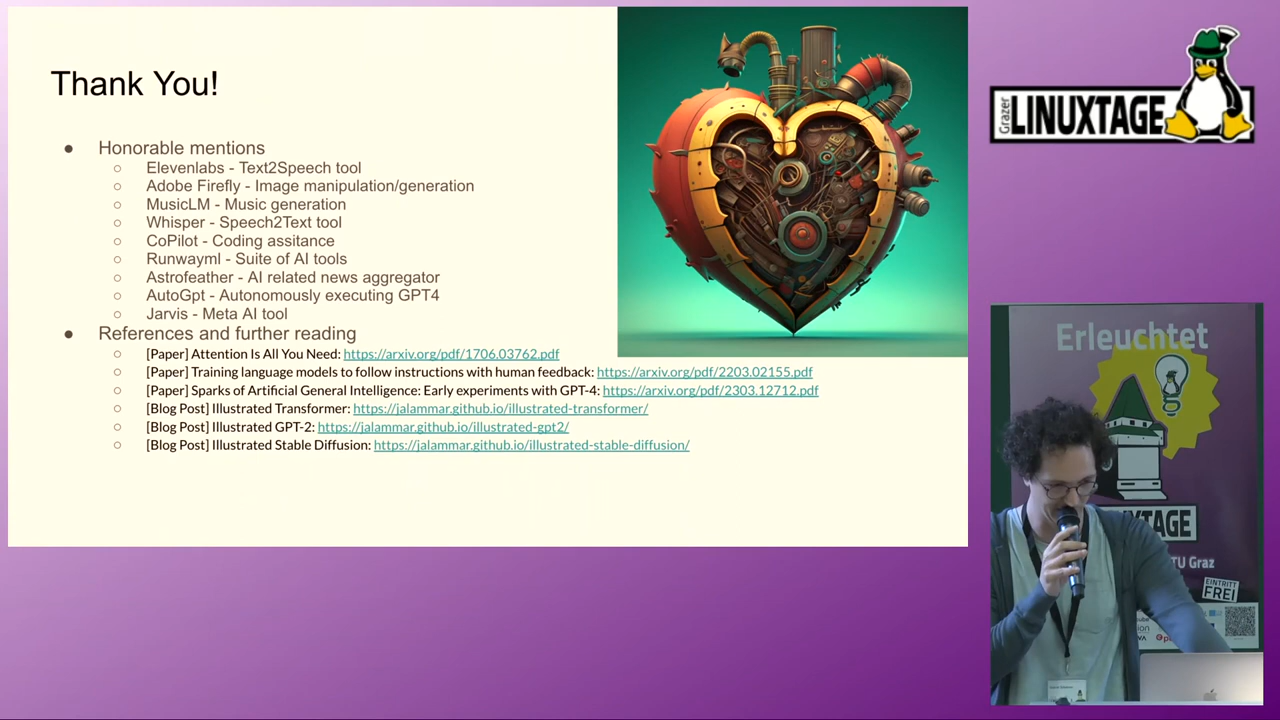 Thank You!
● Honorable mentions
○ Elevenlabs - Text2Speech tool
○ Adobe Firefly - Image manipulation/generation
○ MusicLM - Music generation
○ Whisper - Speech2Text tool
○ CoPilot - Coding assitance
○ Runwayml - Suite of AI tools
○ Astrofeather - AI related news aggregator
○ AutoGpt - Autonomously executing GPT4
○ Jarvis - Meta AI tool
● References and further reading
○ [Paper] Attention Is All You Need: https://arxiv.org/pdf/1706.03762.pdf
○ [Paper] Training language models to follow instructions with human feedback: https://arxiv.org/pdf/2203.02155.pdf
○ [Paper] Sparks of Artificial General Intelligence: Early experiments with GPT-4: https://arxiv.org/pdf/2303.12712.pdf
○ [Blog Post] Illustrated Transformer: https://jalammar.github.io/illustrated-transformer/
○ [Blog Post] Illustrated GPT-2: https://jalammar.github.io/illustrated-gpt2/
○ [Blog Post] Illustrated Stable Diffusion: https://jalammar.github.io/illustrated-stable-diffusion/
Grazer
LINUXTAGE
Erleuchtet
UXTAGE
TU Graz
EINTRITT
FREI